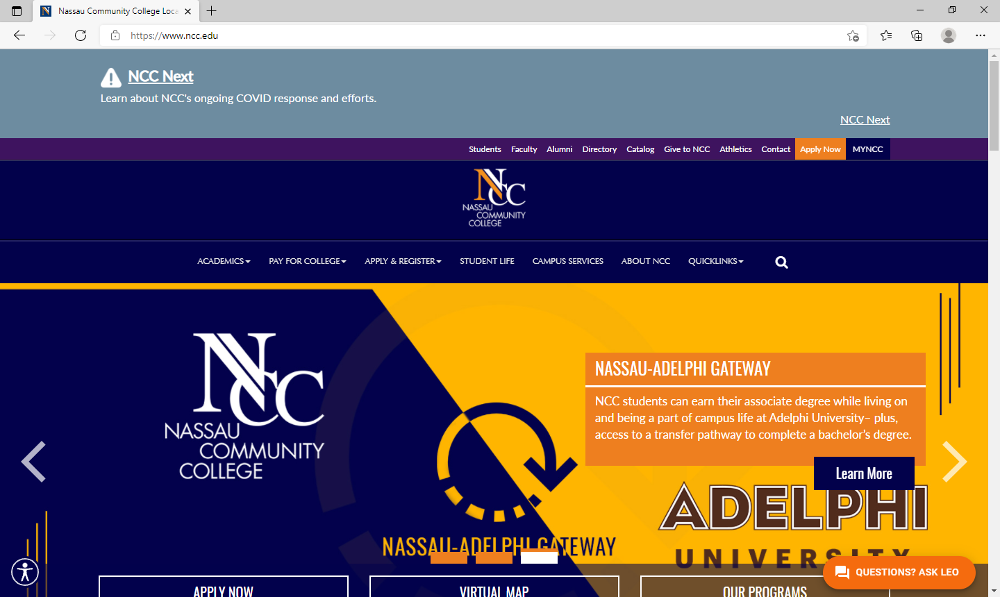 Nassau Community College Loca
https://www.ncc.edu
NCC Next
Learn about NCC's ongoing COVID response and efforts.
NCC Next
Students Faculty Alumni Directory Catalog Give to NCC Athletics Contact Apply Now MYNCC
NCC
NASSAU
COMMUNITY
COLLEGE
ACADEMICS PAY FOR COLLEGE APPLY & REGISTER STUDENT LIFE CAMPUS SERVICES ABOUT NCC QUICKLINKS
NCC
NASSAU
COMMUNITY
COLLEGE
NASSAU-ADELPHI GATEWAY
NCC students can earn their associate degree while living on
and being a part of campus life at Adelphi University– plus,
access to a transfer pathway to complete a bachelor's degree.
Learn More
ADELPHI
UNIVERSITY
NASSAU-ADELPHI GATEWAY
QUESTIONS? ASK LEO
APPLY NOW VIRTUAL MAP OUR PROGRAMS